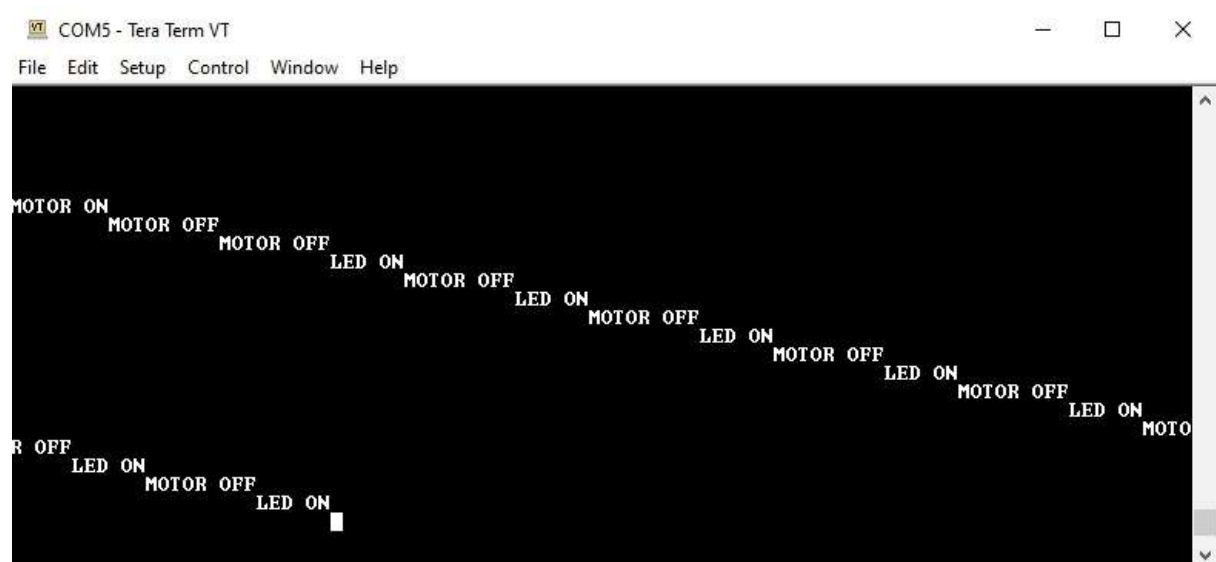 COM5 - Tera Term VT
File Edit Setup Control Window Help
MOTOR ON
MOTOR OFF
MOTOR OFF
LED ON
MOTOR OFF
LED ON
MOTOR OFF
LED ON
MOTOR OFF
LED ON
MOTOR OFF
LED ON
MOTO
R OFF
LED ON
MOTOR OFF
LED ON